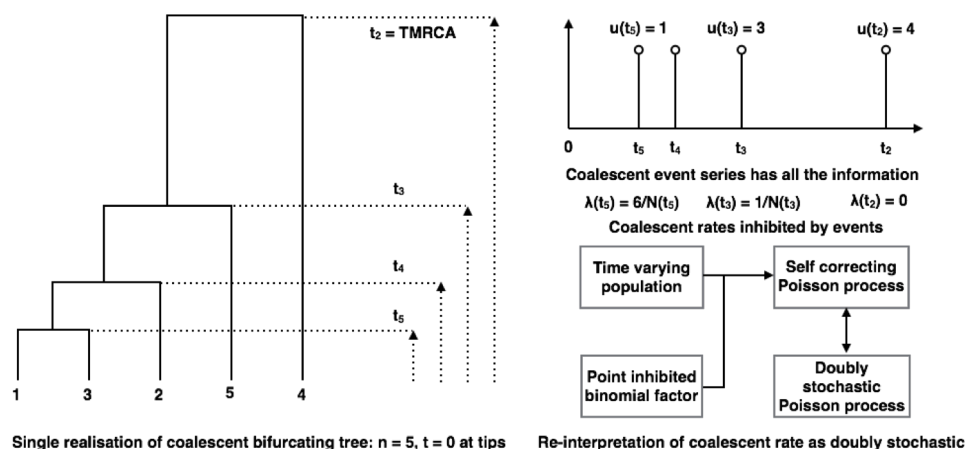 t₂ = TMRCA
t₃
t₄
t₅
1 3 2 5 4
Single realisation of coalescent bifurcating tree: n = 5, t = 0 at tips
u(t₅) = 1 u(t₃) = 3 u(t₂) = 4
0 t₅ t₄ t₃ t₂
Coalescent event series has all the information
λ(t₅) = 6/N(t₅) λ(t₃) = 1/N(t₃) λ(t₂) = 0
Coalescent rates inhibited by events
Time varying
population
Self correcting
Poisson process
Point inhibited
binomial factor
Doubly
stochastic
Poisson process
Re-interpretation of coalescent rate as doubly stochastic